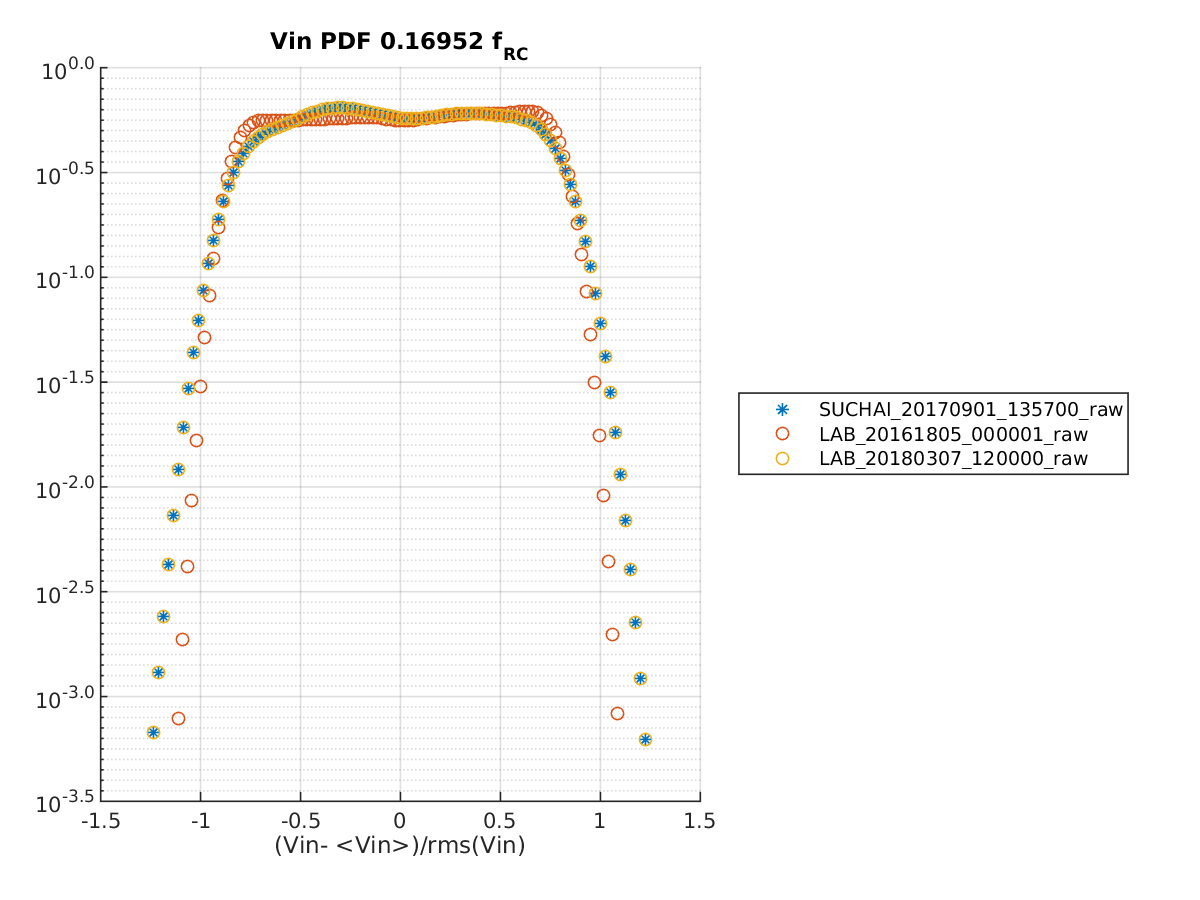 Vin PDF 0.16952 f_RC
10^0.0
10^-0.5
10^-1.0
10^-1.5
10^-2.0
10^-2.5
10^-3.0
10^-3.5
-1.5 -1 -0.5 0 0.5 1 1.5
(Vin- <Vin>)/rms(Vin)
SUCHAI_20170901_135700_raw
LAB_20161805_000001_raw
LAB_20180307_120000_raw